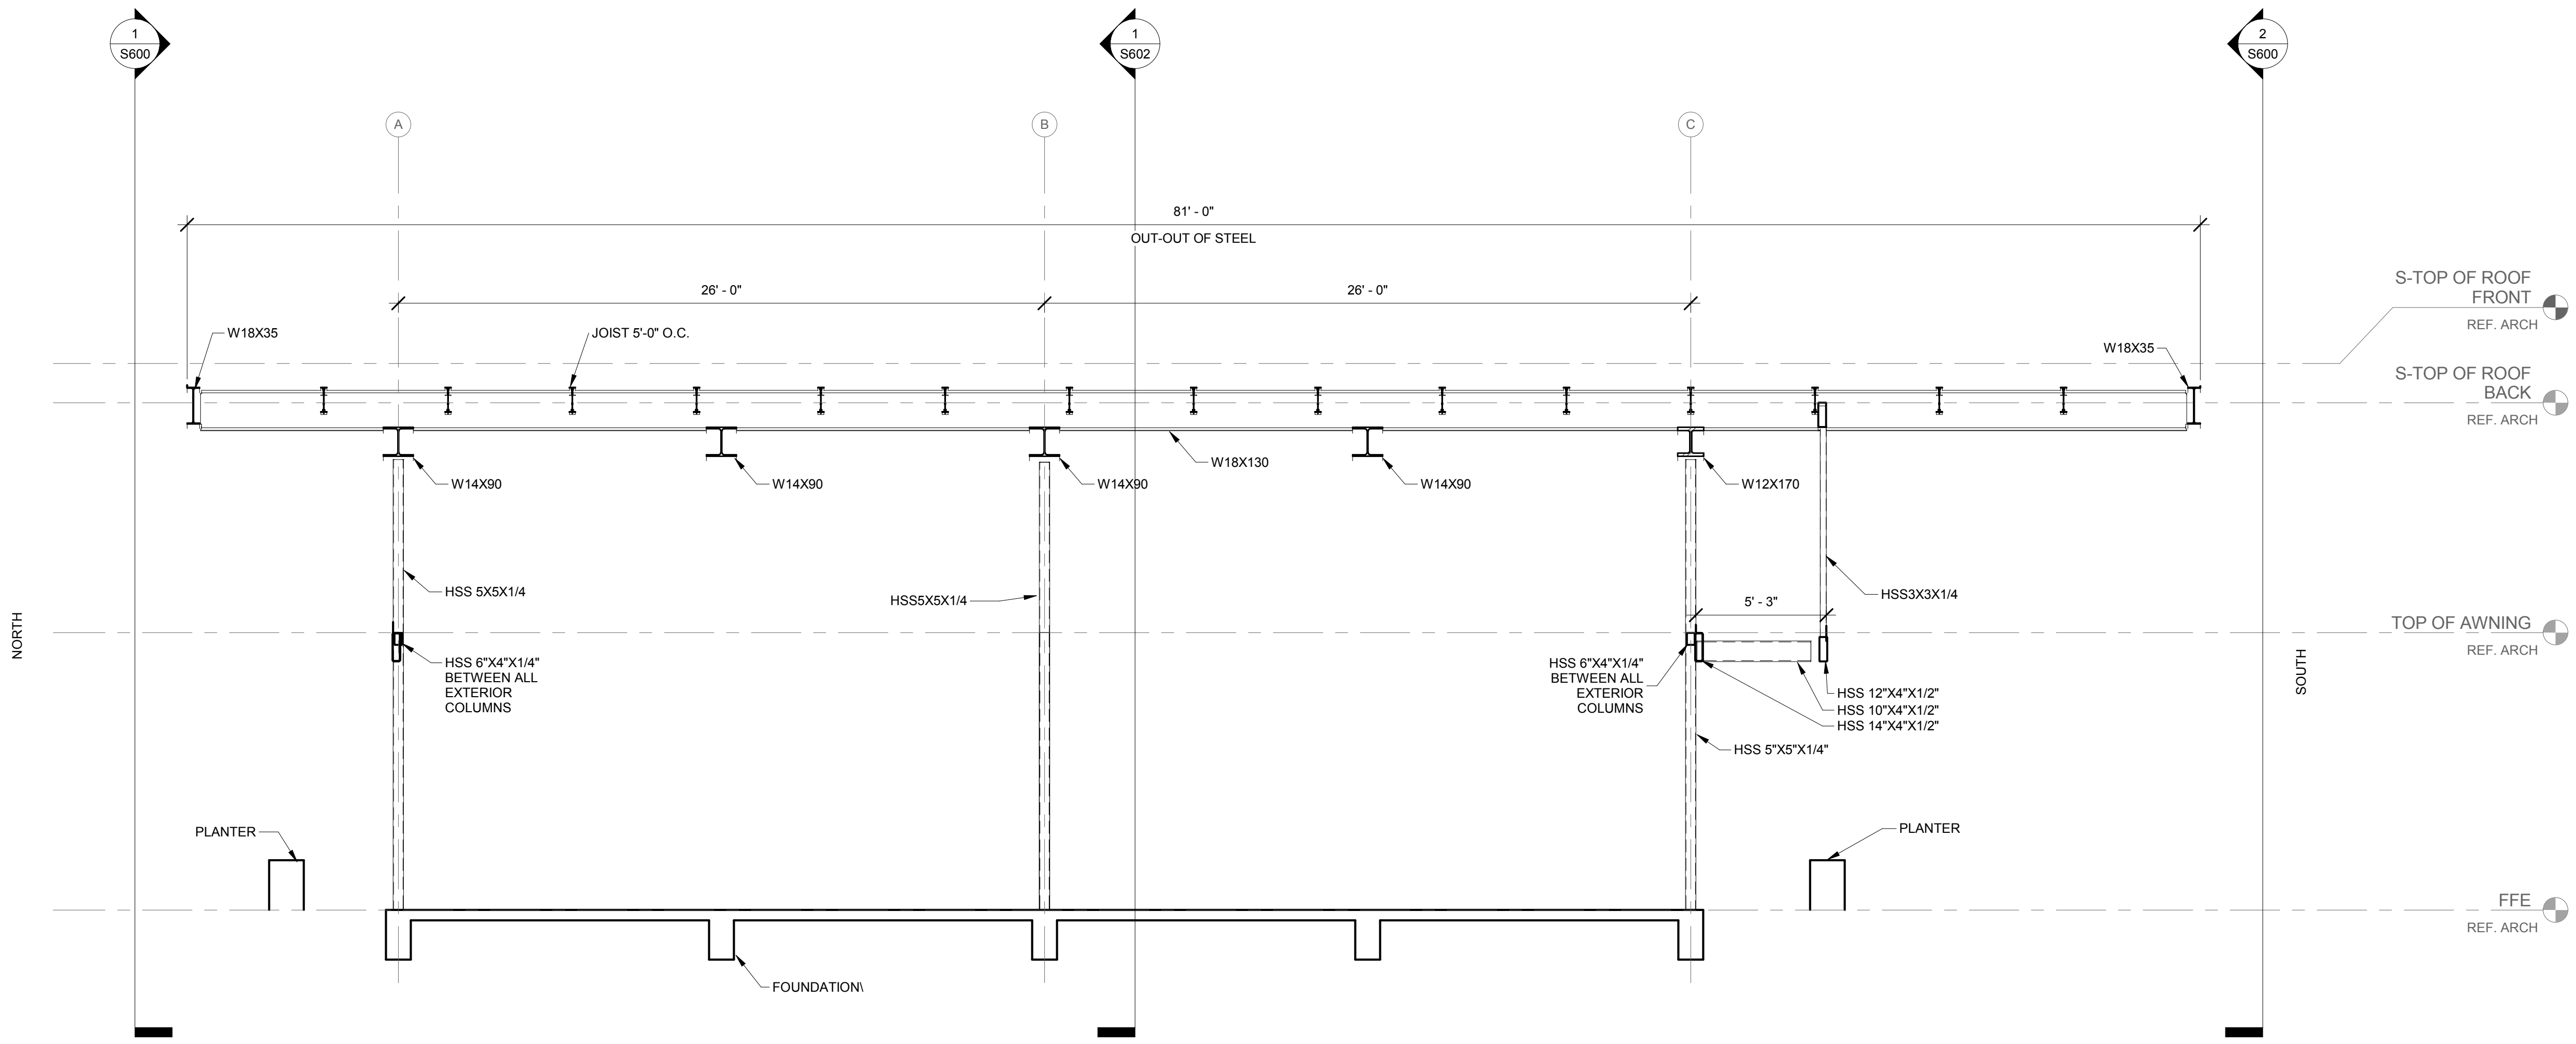 1
S600
1
S602
2
S600
A
B
C
81' - 0"
OUT-OUT OF STEEL
26' - 0"
26' - 0"
S-TOP OF ROOF
FRONT
REF. ARCH
W18X35
JOIST 5'-0" O.C.
W18X35
S-TOP OF ROOF
BACK
REF. ARCH
W14X90
W14X90
W14X90
W18X130
W14X90
W12X170
HSS 5X5X1/4
HSS5X5X1/4
HSS3X3X1/4
5' - 3"
NORTH
TOP OF AWNING
REF. ARCH
HSS 6"X4"X1/4"
BETWEEN ALL
EXTERIOR
COLUMNS
HSS 6"X4"X1/4"
BETWEEN ALL
EXTERIOR
COLUMNS
SOUTH
HSS 12"X4"X1/2"
HSS 10"X4"X1/2"
HSS 14"X4"X1/2"
HSS 5"X5"X1/4"
PLANTER
PLANTER
FFE
REF. ARCH
FOUNDATION\